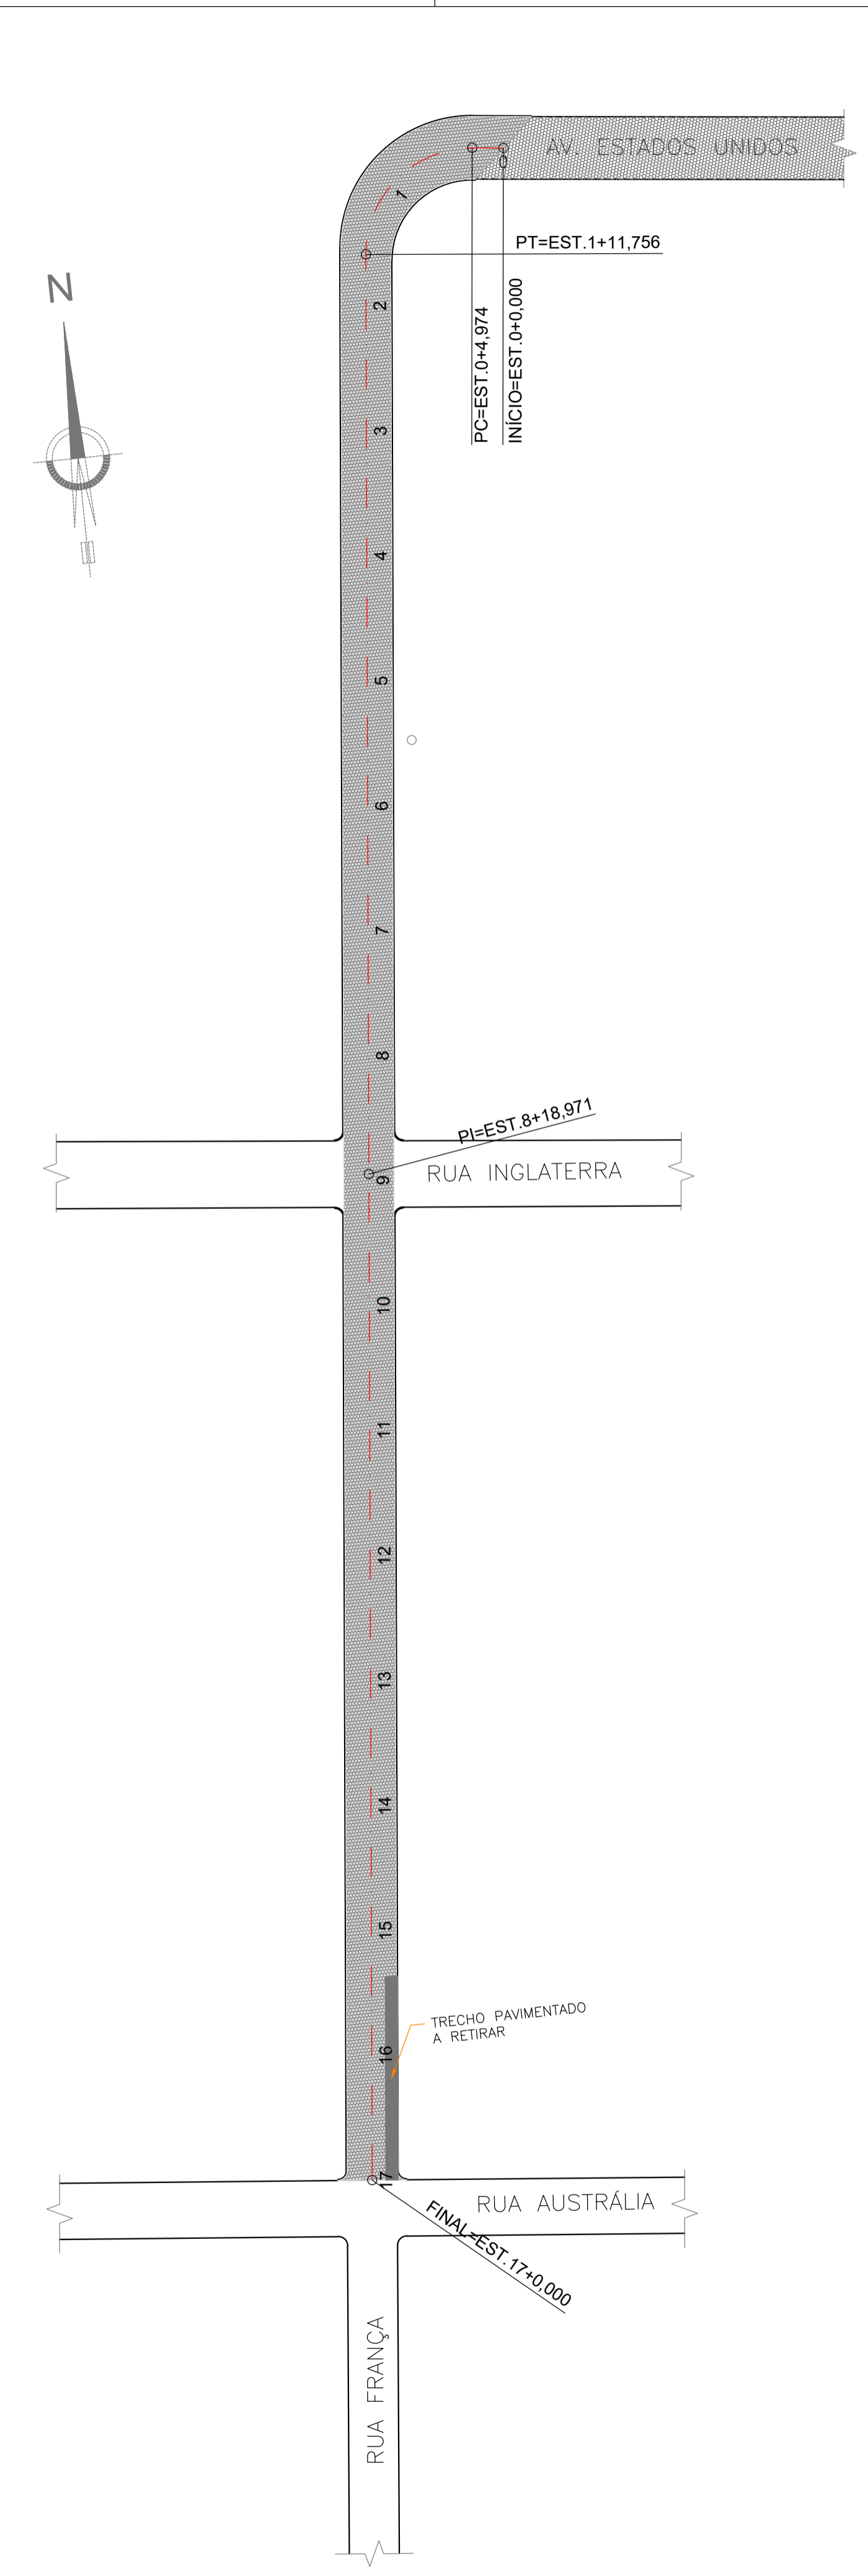 AV. ESTADOS UNIDOS
0
1
PT=EST.1+11,756
N
PC=EST.0+4,974
INÍCIO=EST.0+0,000
2
3
4
5
6
7
8
PI=EST.8+18,971
RUA INGLATERRA
9
10
11
12
13
14
15
TRECHO PAVIMENTADO
A RETIRAR
16
17
RUA AUSTRÁLIA
FINAL=EST.17+0,000
RUA FRANÇA